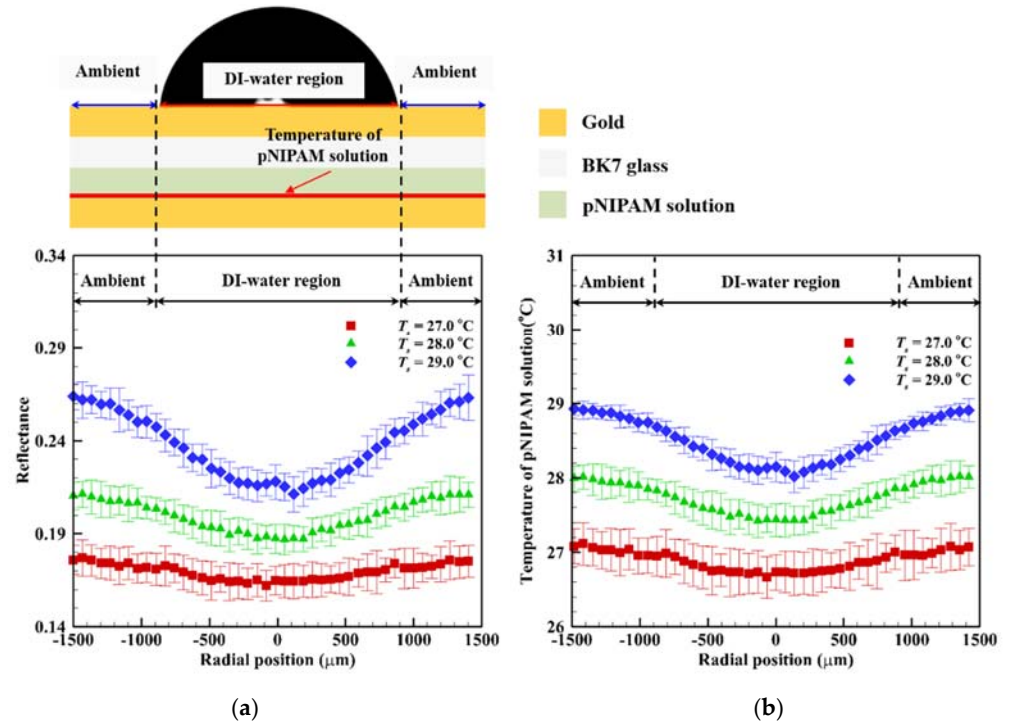 (a)
Ambient
DI-water region
Ambient
Temperature of
pNIPAM solution
Gold
BK7 glass
pNIPAM solution
0.34
0.29
0.24
0.19
0.14
Reflectance
Ambient
DI-water region
Ambient
Ts = 27.0 °C
Ts = 28.0 °C
Ts = 29.0 °C
-1500
-1000
-500
0
500
1000
1500
Radial position (μm)
31
30
29
28
27
26
Temperature of pNIPAM solution(°C)
Ambient
DI-water region
Ambient
Ts = 27.0 °C
Ts = 28.0 °C
Ts = 29.0 °C
-1500
-1000
-500
0
500
1000
1500
Radial position (μm)
(a)
(b)